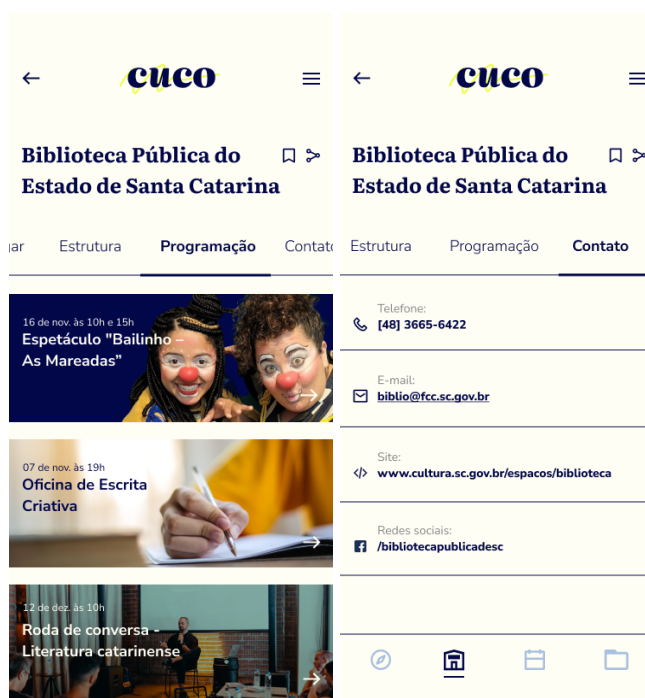 cuco
Biblioteca Pública do
Estado de Santa Catarina
Estrutura
Programação
16 de nov. às 10h e 15h
Espetáculo "Bailinho –
As Mareadas”
07 de nov. às 19h
Oficina de Escrita
Criativa
12 de dez. às 10h
Roda de conversa -
Literatura catarinense
cuco
Biblioteca Pública do
Estado de Santa Catarina
Estrutura
Programação
Contato
Telefone:
[48] 3665-6422
E-mail:
biblio@fcc.sc.gov.br
Site:
www.cultura.sc.gov.br/espacos/biblioteca
Redes sociais:
/bibliotecapublicadesc